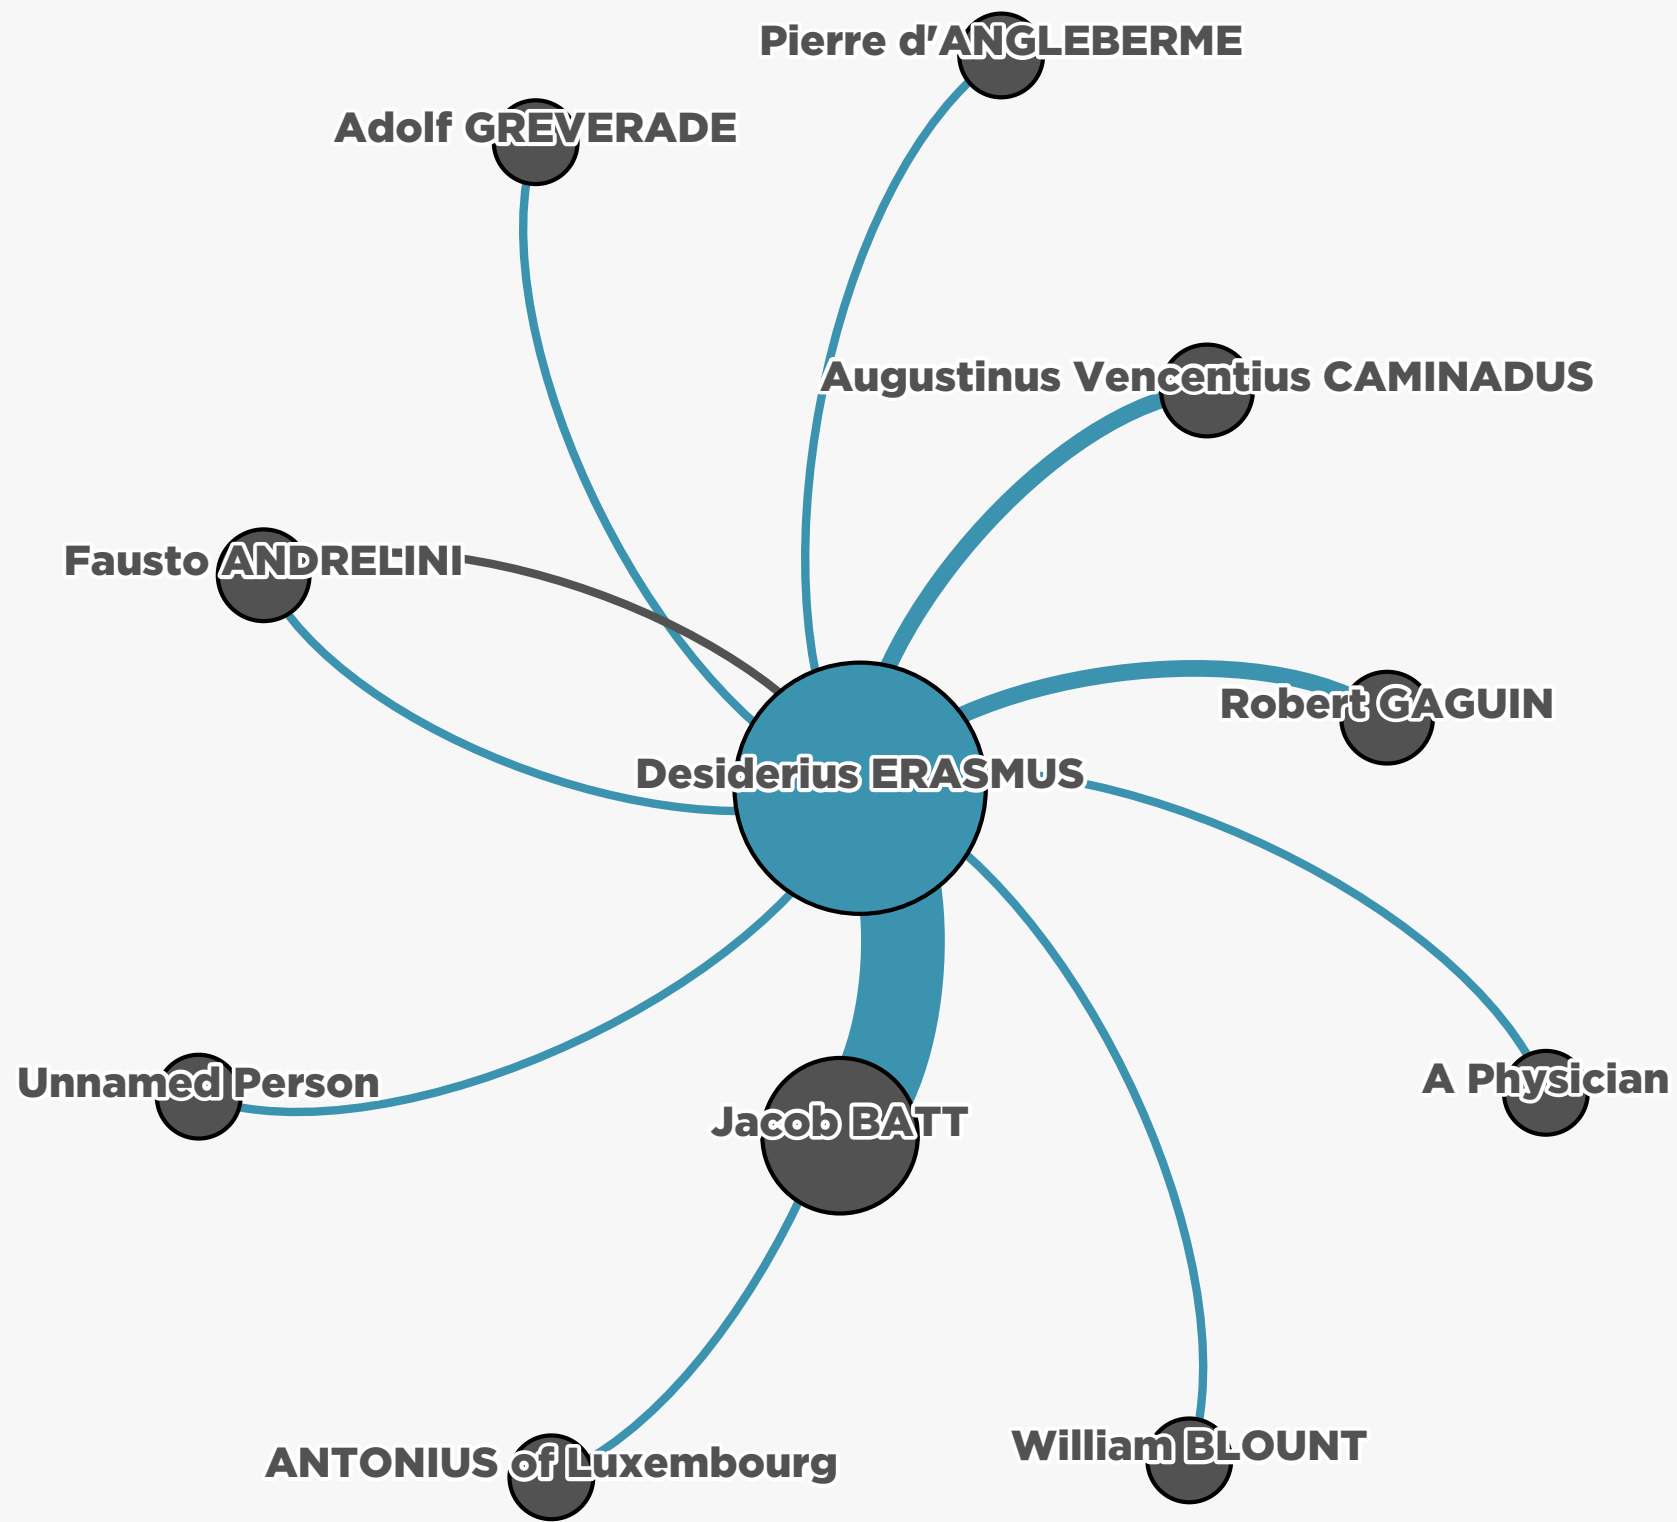 Pierre d'ANGLEBERME
Adolf GREVERADE
Augustinus Vencentius CAMINADUS
Fausto ANDRELINI
Robert GAGUIN
Desiderius ERASMUS
A Physician
Unnamed Person
Jacob BATT
William BLOUNT
ANTONIUS of Luxembourg